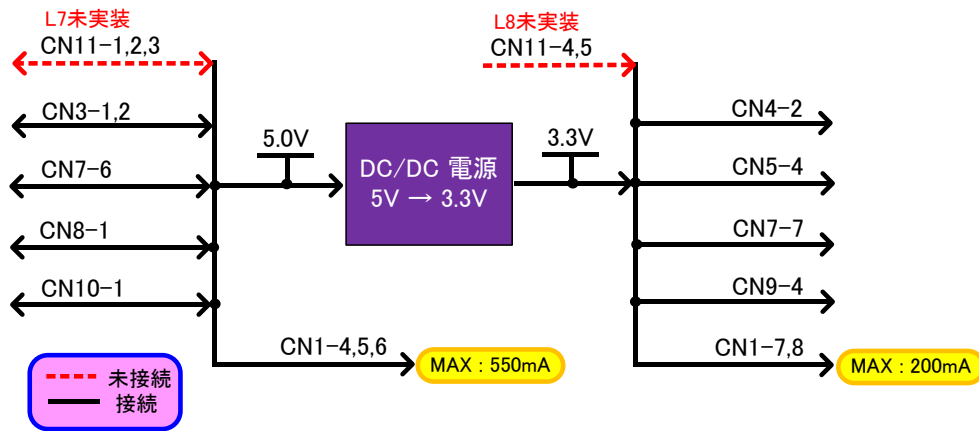 L7未実装
CN11-1,2,3
CN3-1,2
CN7-6
CN8-1
CN10-1
5.0V
DC/DC 電源
5V → 3.3V
3.3V
L8未実装
CN11-4,5
CN4-2
CN5-4
CN7-7
CN9-4
CN1-4,5,6
MAX : 550mA
CN1-7,8
MAX : 200mA
未接続
接続